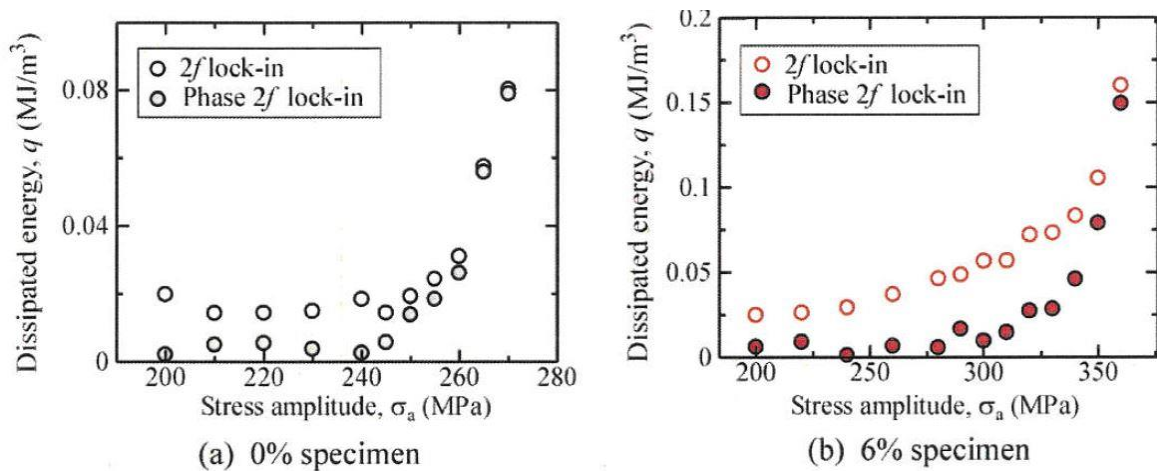 Dissipated energy, q (MJ/m³)
0.08
0.04
0
2f lock-in
Phase 2f lock-in
200 220 240 260 280
Stress amplitude, σa (MPa)
(a) 0% specimen
Dissipated energy, q (MJ/m³)
0.2
0.15
0.1
0.05
0
2f lock-in
Phase 2f lock-in
200 250 300 350
Stress amplitude, σa (MPa)
(b) 6% specimen